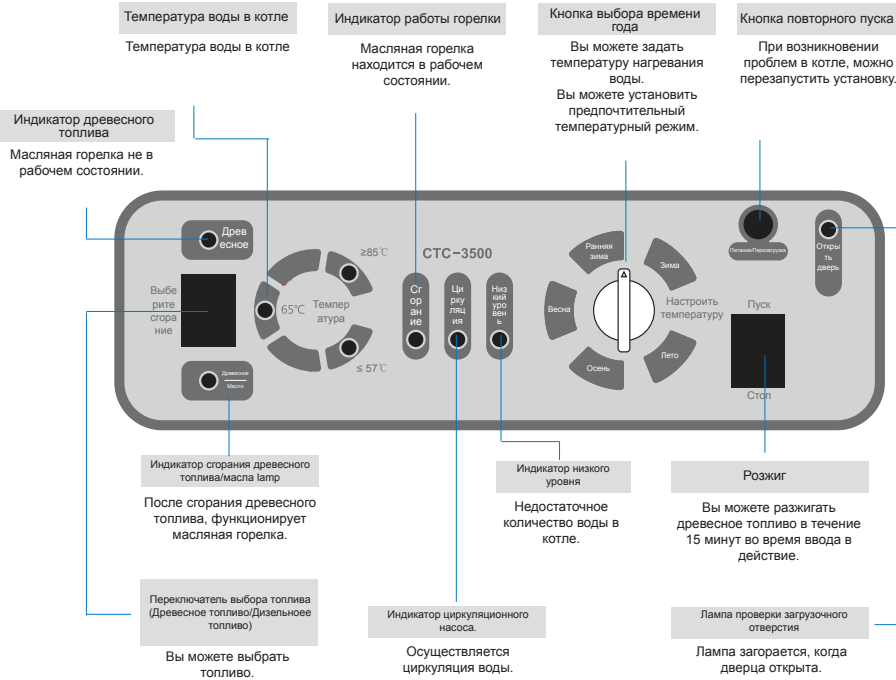 Температура воды в котле
Температура воды в котле
Индикатор работы горелки
Масляная горелка
находится в рабочем
состоянии.
Кнопка выбора времени
года
Вы можете задать
температуру нагревания
воды.
Вы можете установить
предпочтительный
температурный режим.
Кнопка повторного пуска
При возникновении
проблем в котле, можно
перезапустить установку.
Индикатор древесного
топлива
Масляная горелка не в
рабочем состоянии.
Древ
есное
Выбе
рите
сгора
ние
Древесное
Масло
≥85℃
65℃
Темпер
атура
≤ 57℃
СТС-3500
Сг
ор
ан
ие
Ци
рку
ляц
ия
Низ
кий
уро
вен
ь
Ранняя
зима
Зима
Весна
Настроить
температуру
Осень
Лето
Питание/Перезагрузка
Откры
ть
дверь
Пуск
Стоп
Индикатор сгорания древесного
топлива/масла lamp
После сгорания древесного
топлива, функционирует
масляная горелка.
Индикатор низкого
уровня
Недостаточное
количество воды в
котле.
Розжиг
Вы можете разжигать
древесное топливо в течение
15 минут во время ввода в
действие.
Переключатель выбора топлива
(Древесное топливо/Дизельноее
топливо)
Вы можете выбрать
топливо.
Индикатор циркуляционного
насоса.
Осуществляется
циркуляция воды.
Лампа проверки загрузочного
отверстия
Лампа загорается, когда
дверца открыта.